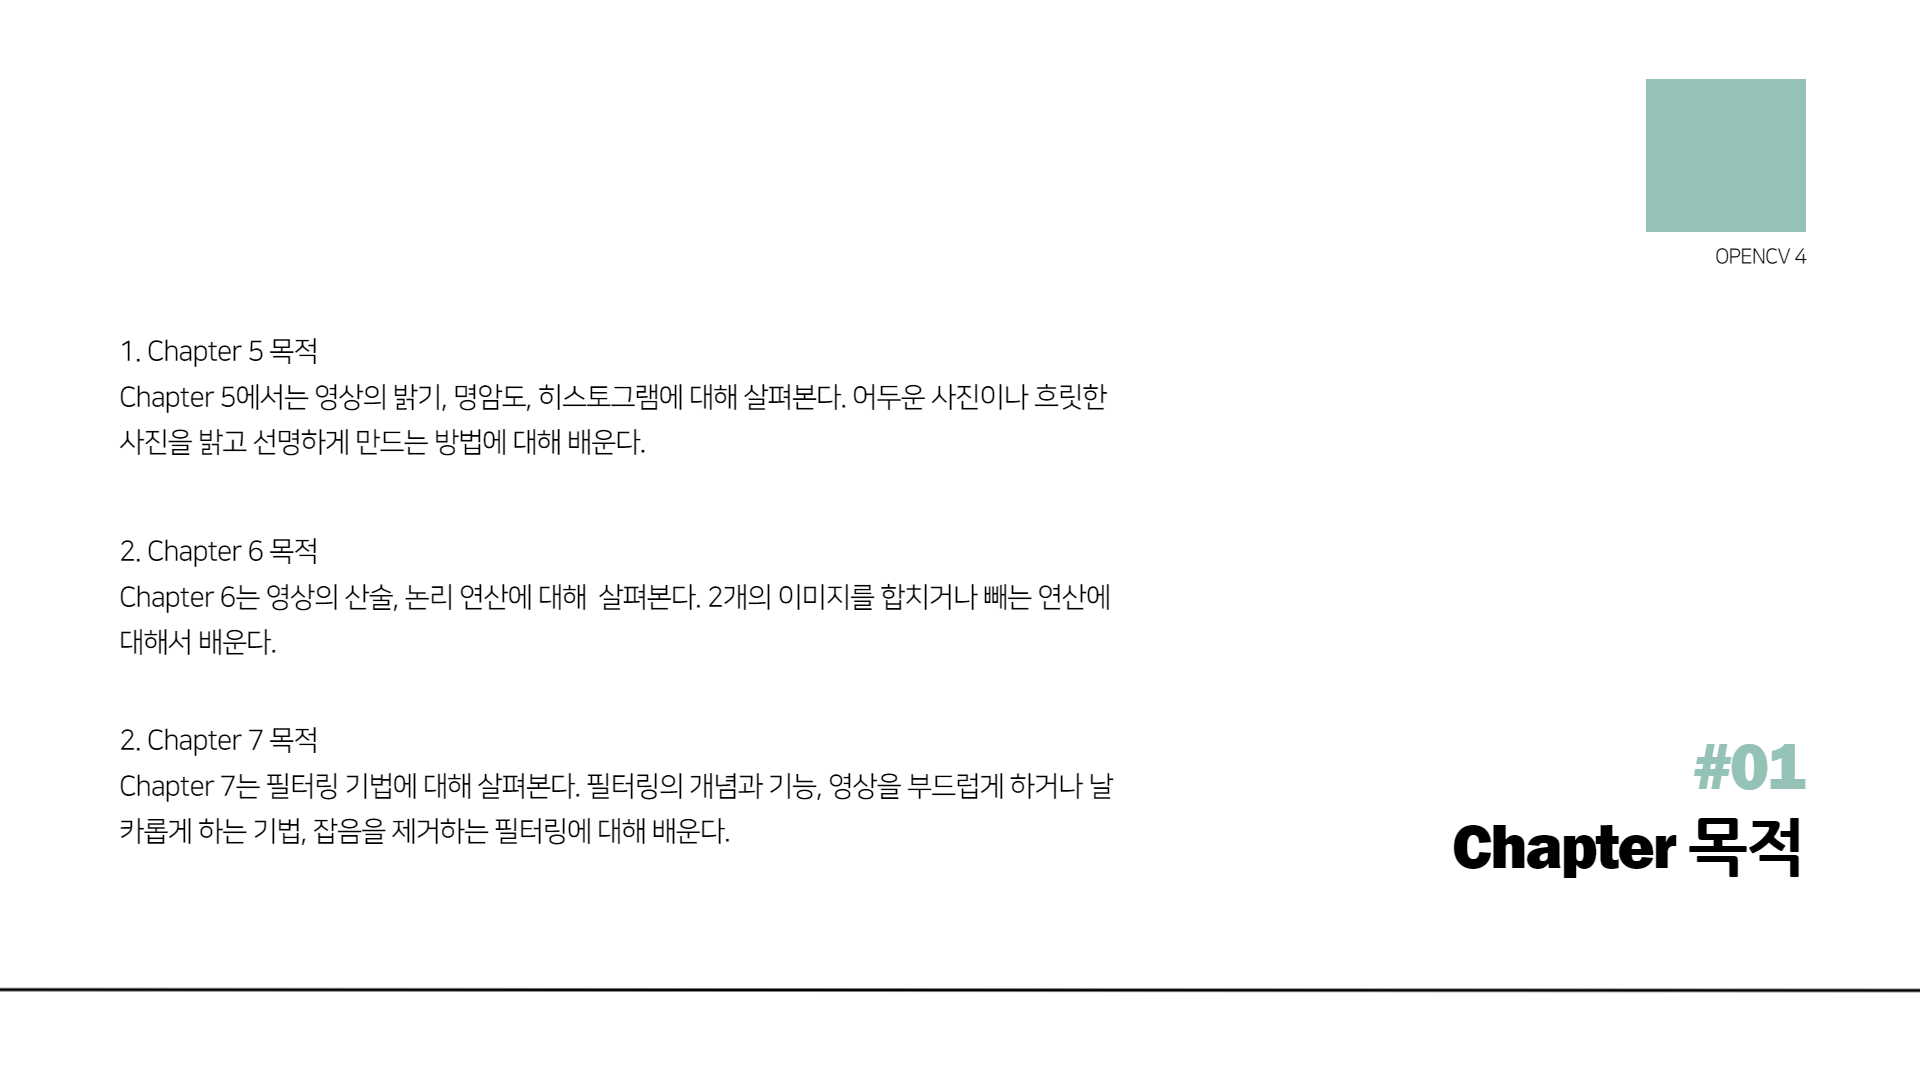 OPENCV 4
1. Chapter 5 목적
Chapter 5에서는 영상의 밝기, 명암도, 히스토그램에 대해 살펴본다. 어두운 사진이나 흐릿한
사진을 밝고 선명하게 만드는 방법에 대해 배운다.
2. Chapter 6 목적
Chapter 6는 영상의 산술, 논리 연산에 대해  살펴본다. 2개의 이미지를 합치거나 빼는 연산에
대해서 배운다.
2. Chapter 7 목적
Chapter 7는 필터링 기법에 대해 살펴본다. 필터링의 개념과 기능, 영상을 부드럽게 하거나 날
카롭게 하는 기법, 잡음을 제거하는 필터링에 대해 배운다.
#01
Chapter 목적